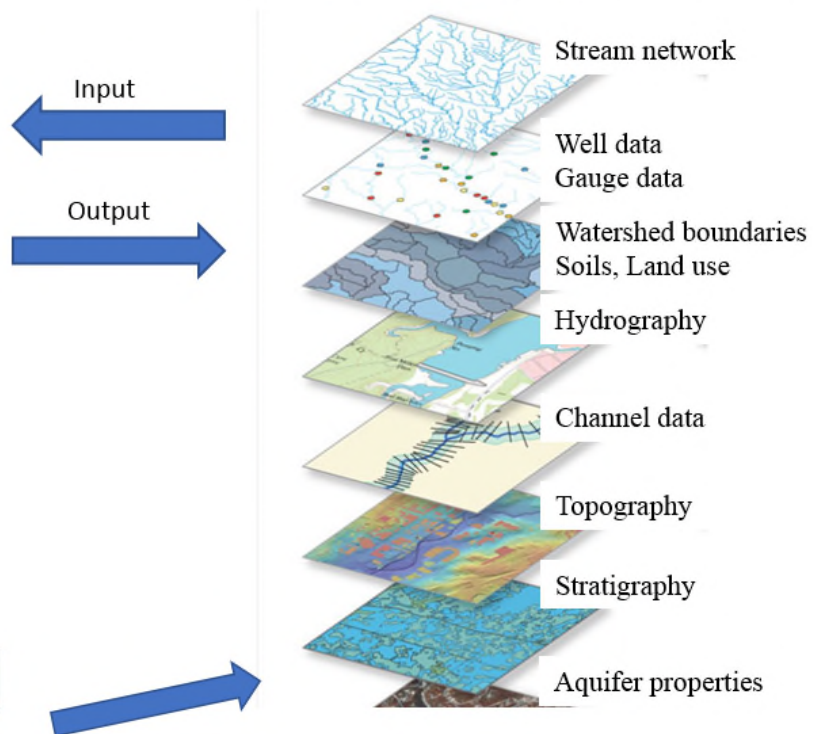 Input
Output
Stream network
Well data
Gauge data
Watershed boundaries
Soils, Land use
Hydrography
Channel data
Topography
Stratigraphy
Aquifer properties